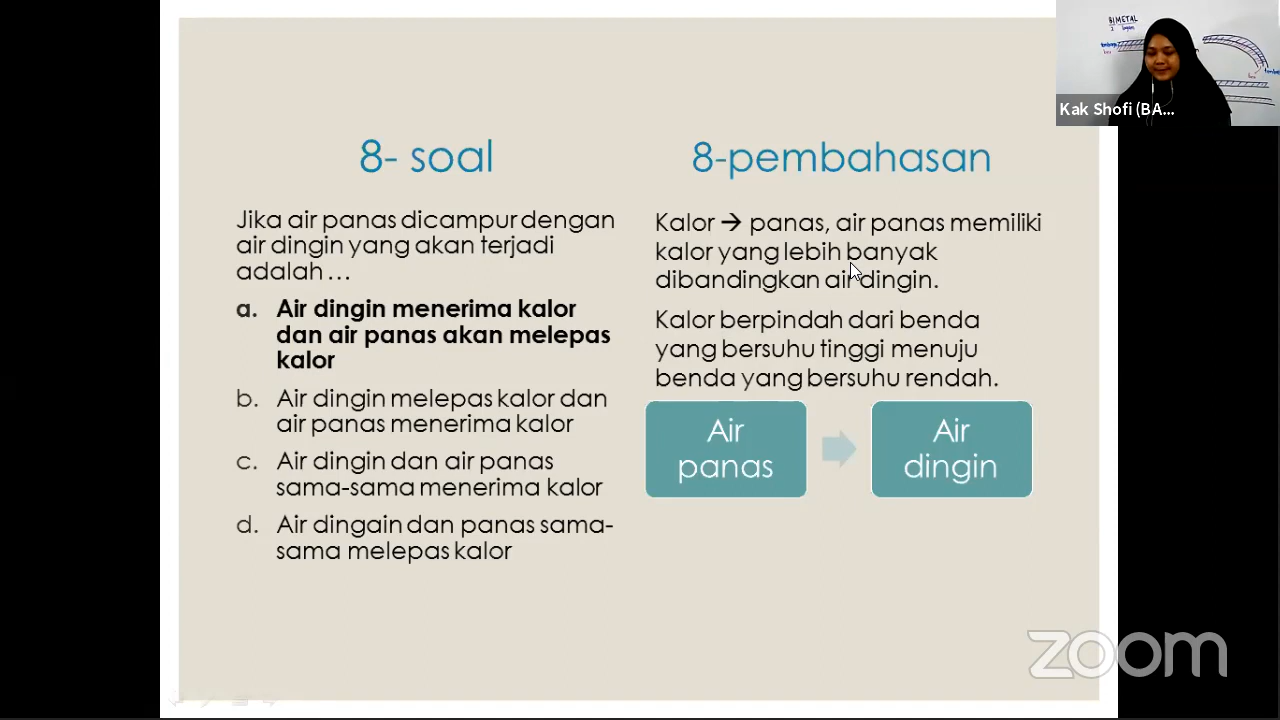 8- soal
Jika air panas dicampur dengan
air dingin yang akan terjadi
adalah ...
a. Air dingin menerima kalor
dan air panas akan melepas
kalor
b. Air dingin melepas kalor dan
air panas menerima kalor
c. Air dingin dan air panas
sama-sama menerima kalor
d. Air dingain dan panas sama-
sama melepas kalor
8-pembahasan
Kalor → panas, air panas memiliki
kalor yang lebih banyak
dibandingkan air dingin.
Kalor berpindah dari benda
yang bersuhu tinggi menuju
benda yang bersuhu rendah.
Air
panas
Air
dingin
BIMETAL
Kak Shofi (BA...
zoom